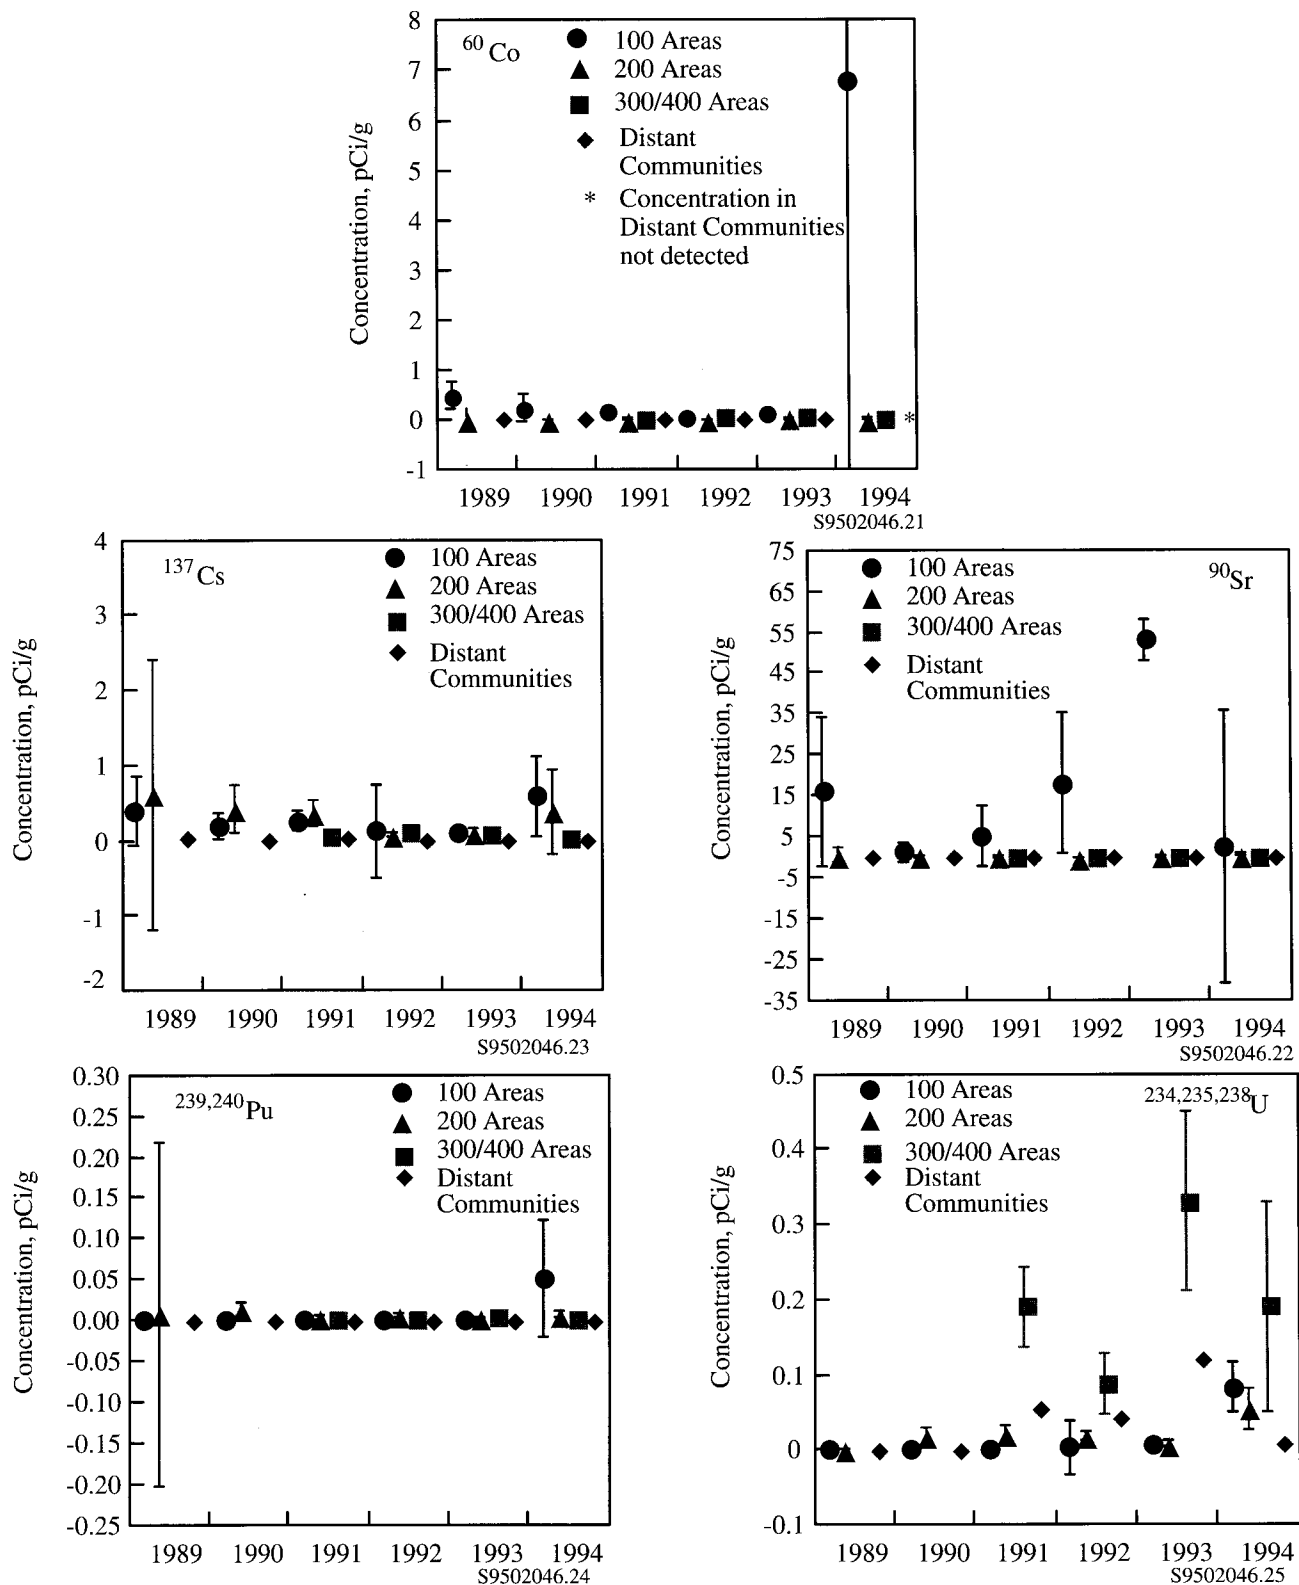 8
7
6
5
4
3
2
1
0
-1
Concentration, pCi/g
60 Co
100 Areas
200 Areas
300/400 Areas
Distant
Communities
* Concentration in
Distant Communities
not detected
*
1989 1990 1991 1992 1993 1994
S9502046.21
4
3
2
1
0
-1
-2
Concentration, pCi/g
137Cs
100 Areas
200 Areas
300/400 Areas
Distant
Communities
1989 1990 1991 1992 1993 1994
S9502046.23
75
65
55
45
35
25
15
5
-5
-15
-25
-35
Concentration, pCi/g
100 Areas
200 Areas
300/400 Areas
Distant
Communities
90Sr
1989 1990 1991 1992 1993 1994
S9502046.22
0.30
0.25
0.20
0.15
0.10
0.05
0.00
-0.05
-0.10
-0.15
-0.20
-0.25
Concentration, pCi/g
239,240Pu
100 Areas
200 Areas
300/400 Areas
Distant
Communities
1989 1990 1991 1992 1993 1994
S9502046.24
0.5
0.4
0.3
0.2
0.1
0
-0.1
Concentration, pCi/g
100 Areas
200 Areas
300/400 Areas
Distant
Communities
234,235,238U
1989 1990 1991 1992 1993 1994
S9502046.25